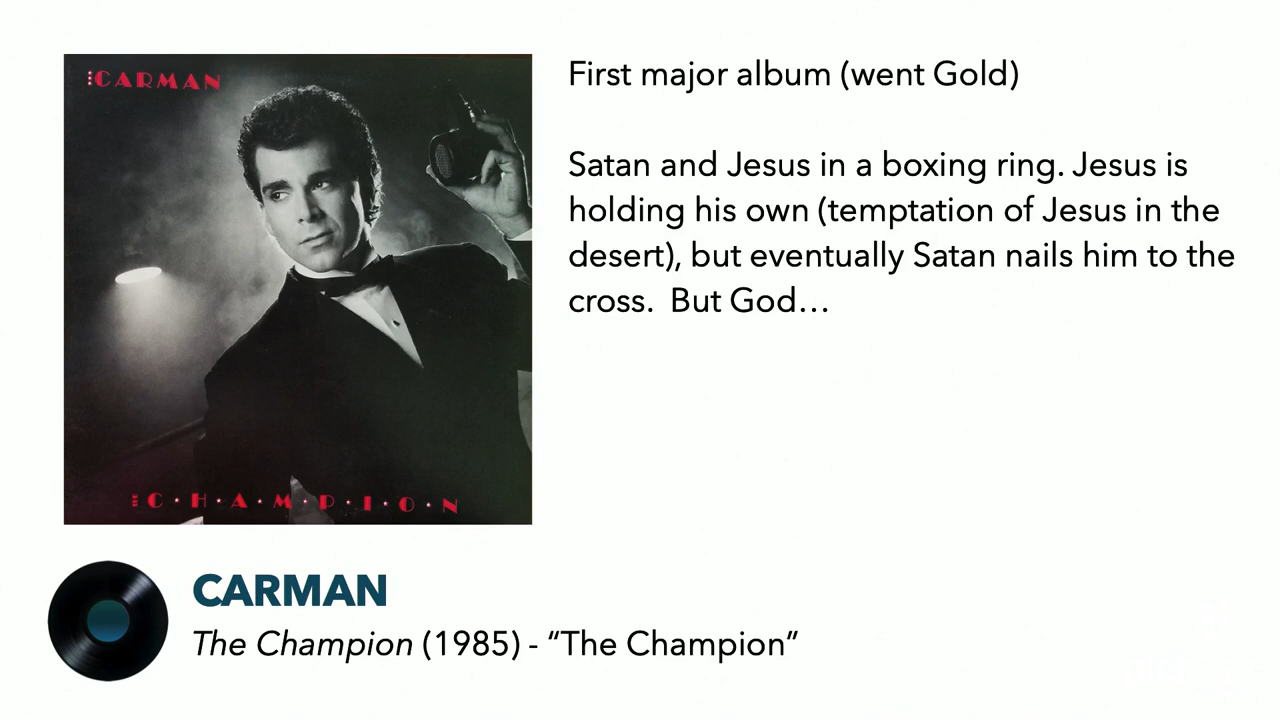 CARMAN
THE C·H·A·M·P·I·O·N
First major album (went Gold)
Satan and Jesus in a boxing ring. Jesus is
holding his own (temptation of Jesus in the
desert), but eventually Satan nails him to the
cross.  But God…
CARMAN
The Champion (1985) - “The Champion”